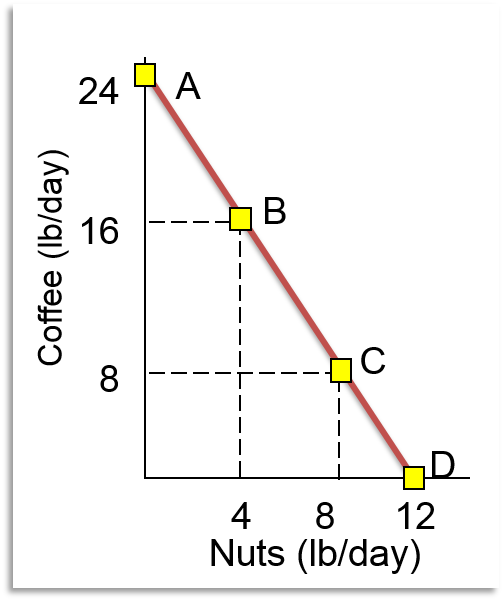 24
A
Coffee (lb/day)
16
B
8
C
D
4 8 12
Nuts (lb/day)